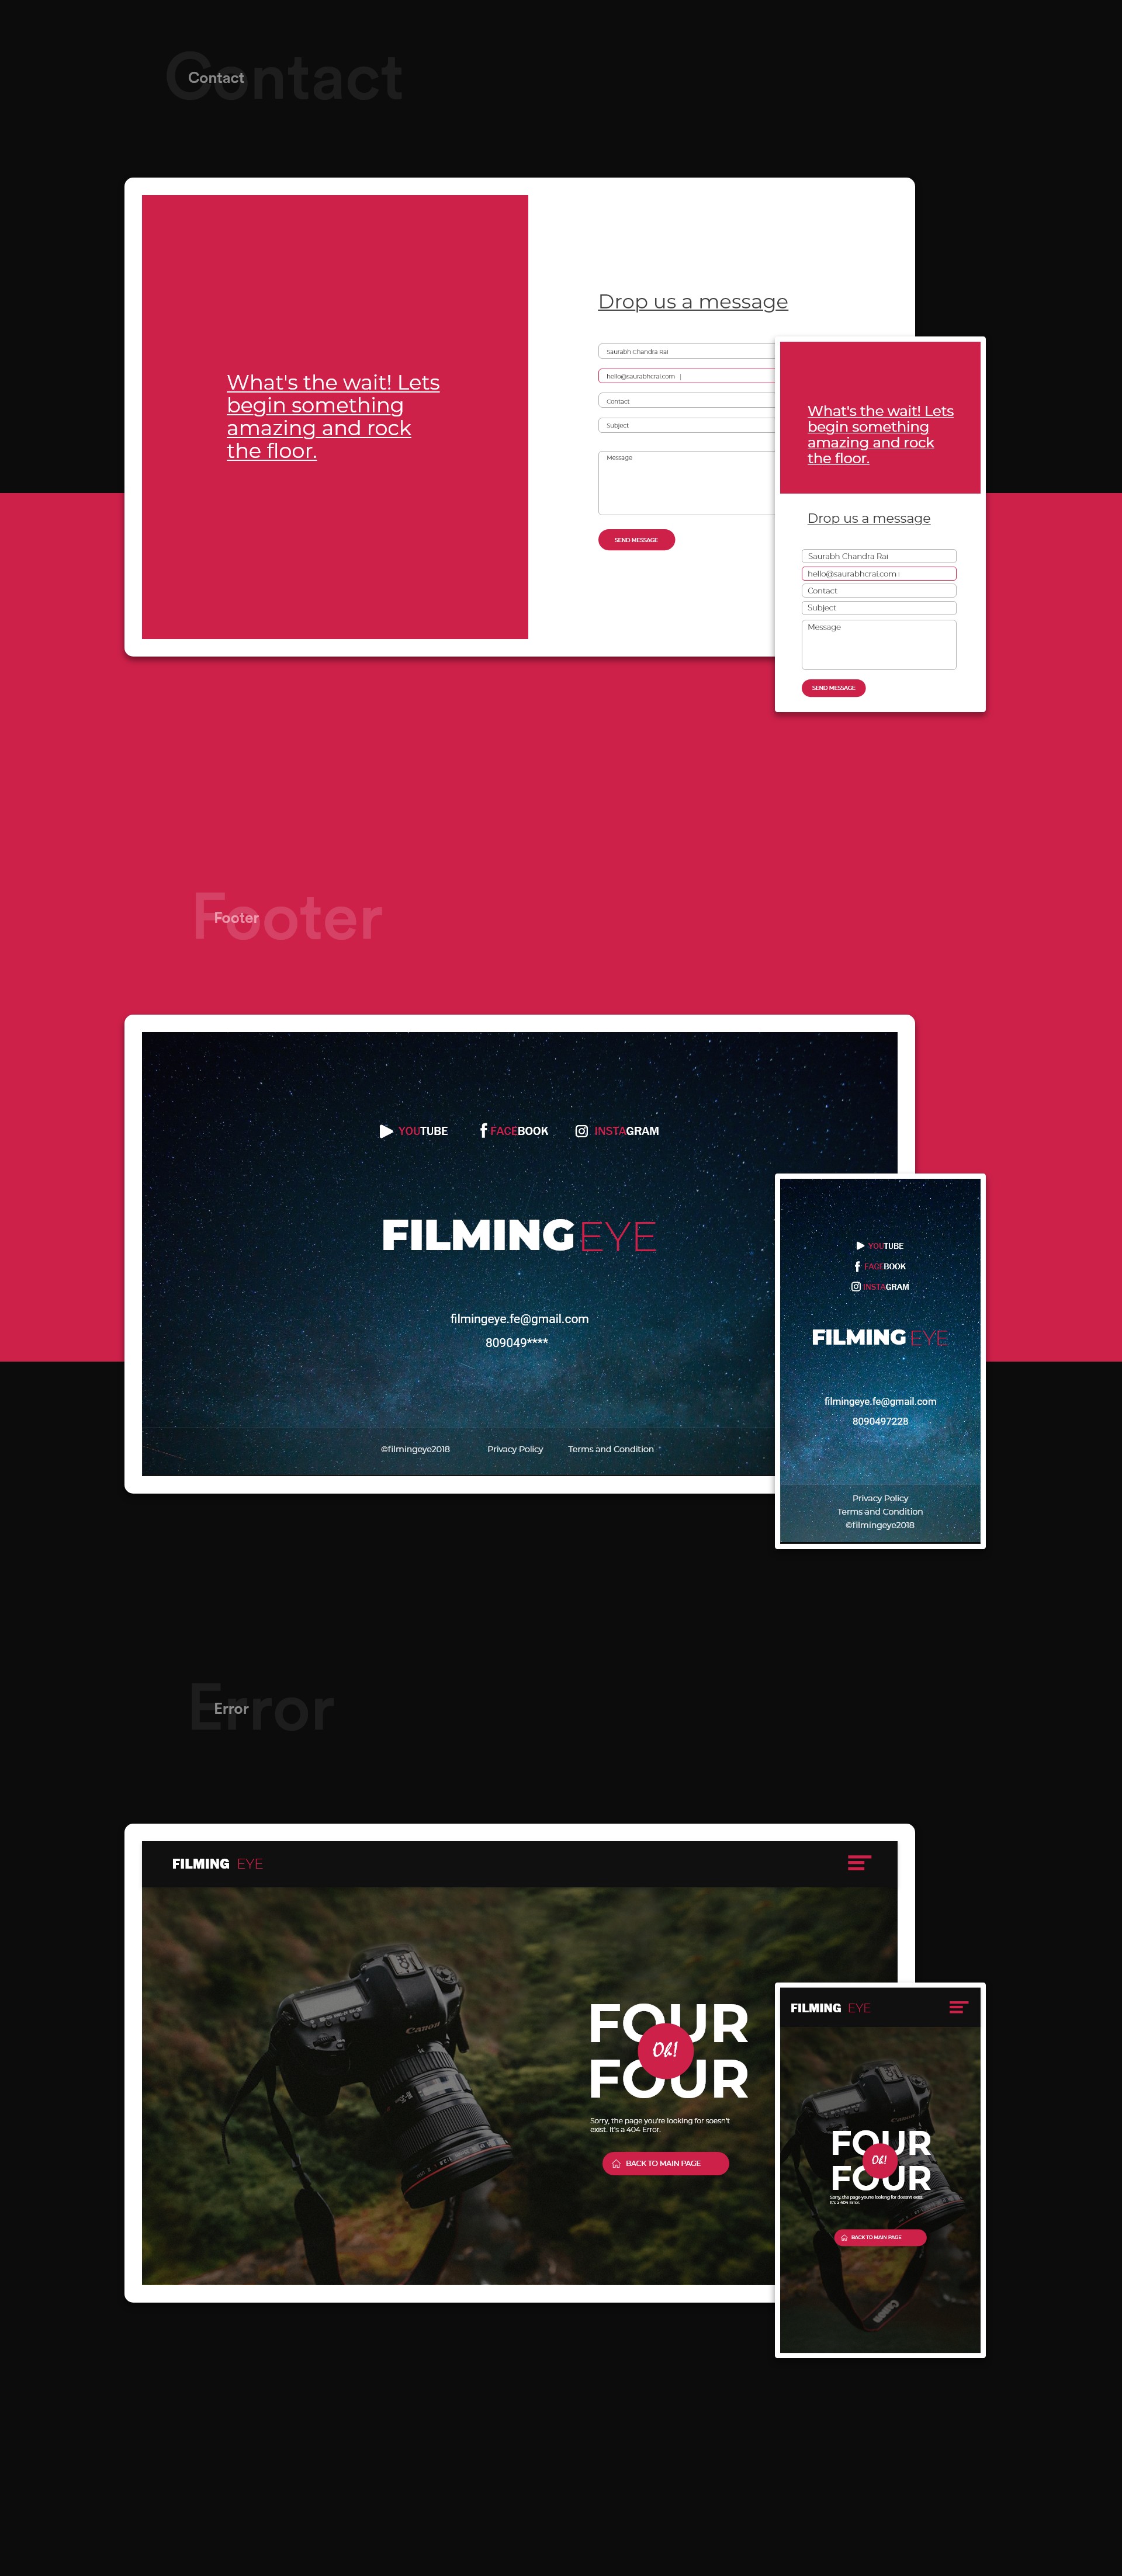 Contact
Contact
What's the wait! Lets
begin something
amazing and rock
the floor.
Drop us a message
Saurabh Chandra Rai
hello@saurabhcrai.com |
Contact
Subject
Message
SEND MESSAGE
What's the wait! Lets
begin something
amazing and rock
the floor.
Drop us a message
Saurabh Chandra Rai
hello@saurabhcrai.com |
Contact
Subject
Message
SEND MESSAGE
Footer
Footer
YOUTUBE
FACEBOOK
INSTAGRAM
FILMING EYE
filmingeye.fe@gmail.com
809049****
©filmingeye2018
Privacy Policy
Terms and Condition
YOUTUBE
FACEBOOK
INSTAGRAM
FILMING EYE
filmingeye.fe@gmail.com
8090497228
Privacy Policy
Terms and Condition
©filmingeye2018
Error
Error
FILMING EYE
Canon
FOUR
Oh!
FOUR
Sorry, the page you're looking for soesn't
exist. It's a 404 Error.
BACK TO MAIN PAGE
FILMING EYE
Canon
FOUR
Oh!
FOUR
Sorry, the page you're looking for doesn't exist.
It's a 404 Error.
BACK TO MAIN PAGE
Canon